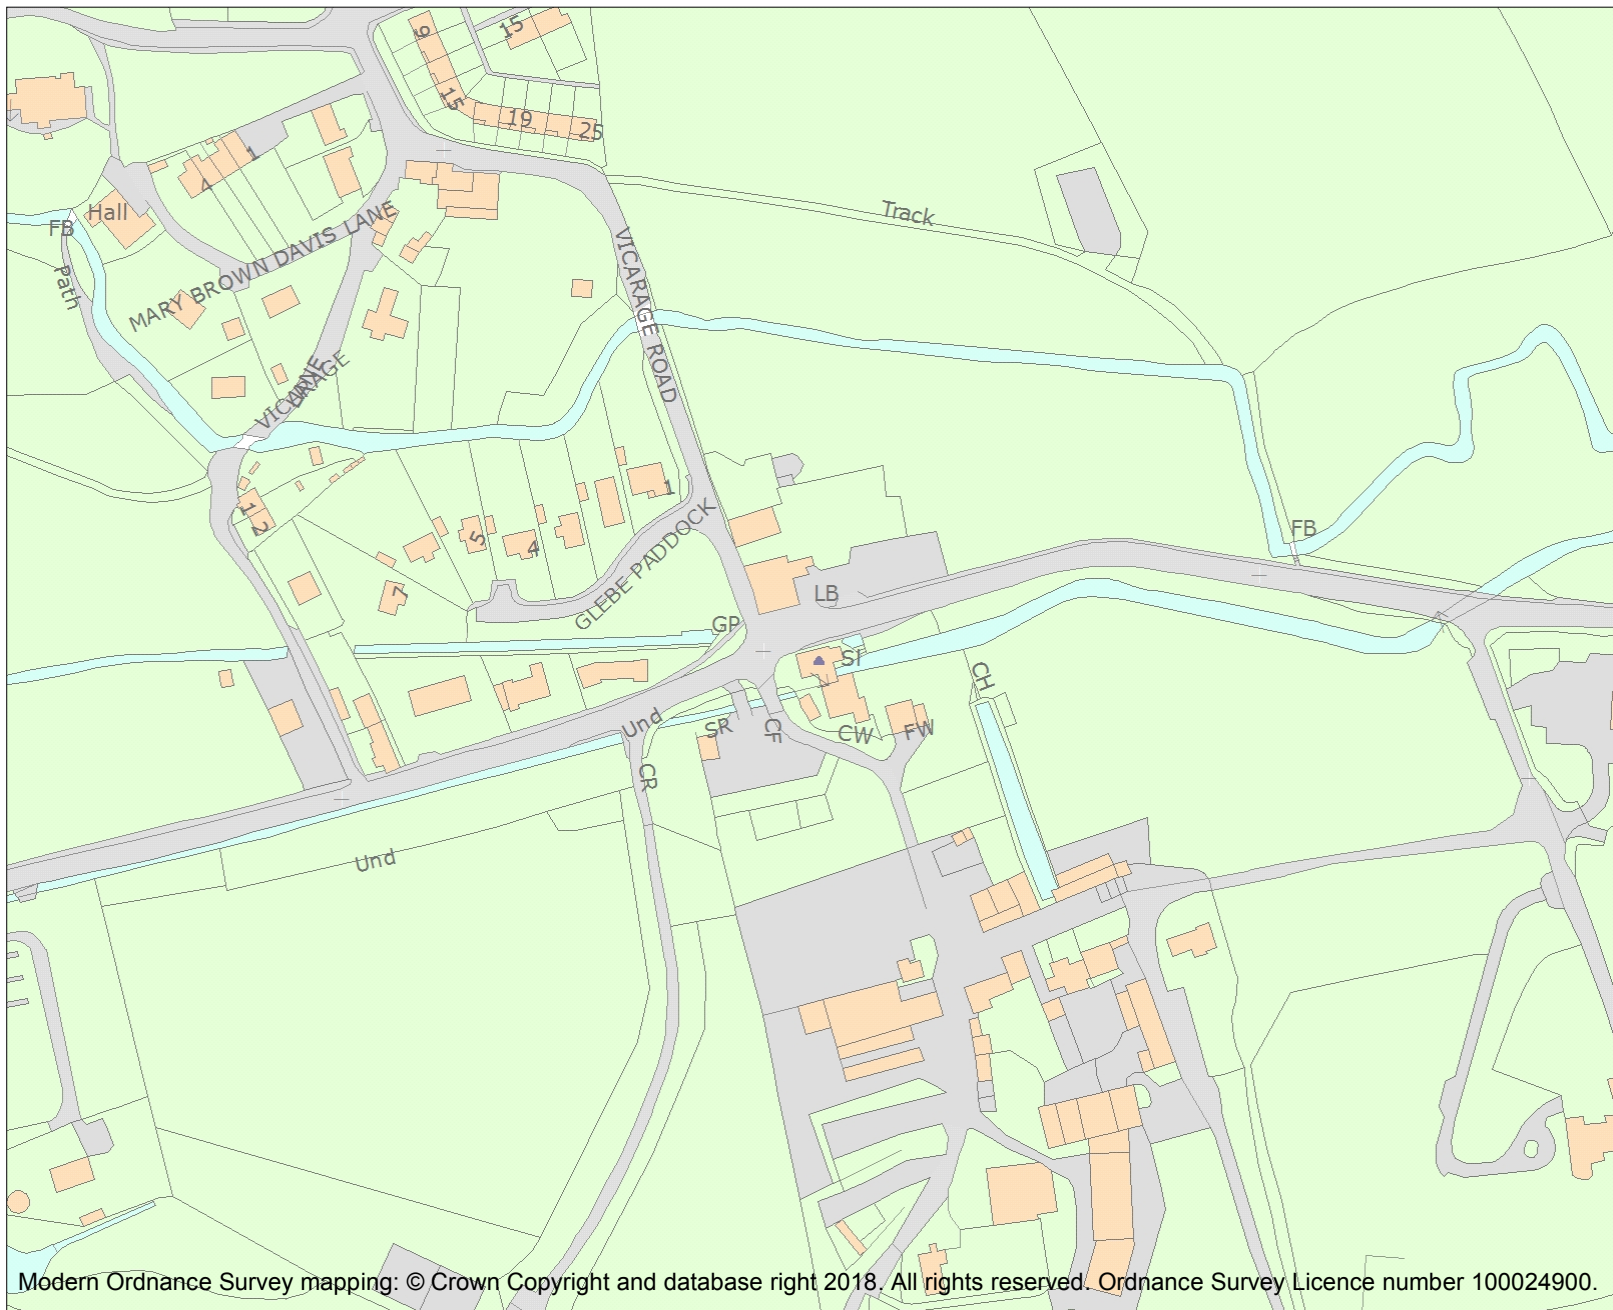 9
15
15
19
25
1
4
Hall
FB
Path
MARY BROWN DAVIS LANE
Track
VICARAGE ROAD
VICARAGE
LANE
1
2
5
4
1
7
GLEBE PADDOCK
FB
LB
GP
SI
CH
Und
SR
CF
CW
FW
CR
Und
Modern Ordnance Survey mapping: © Crown Copyright and database right 2018. All rights reserved. Ordnance Survey Licence number 100024900.